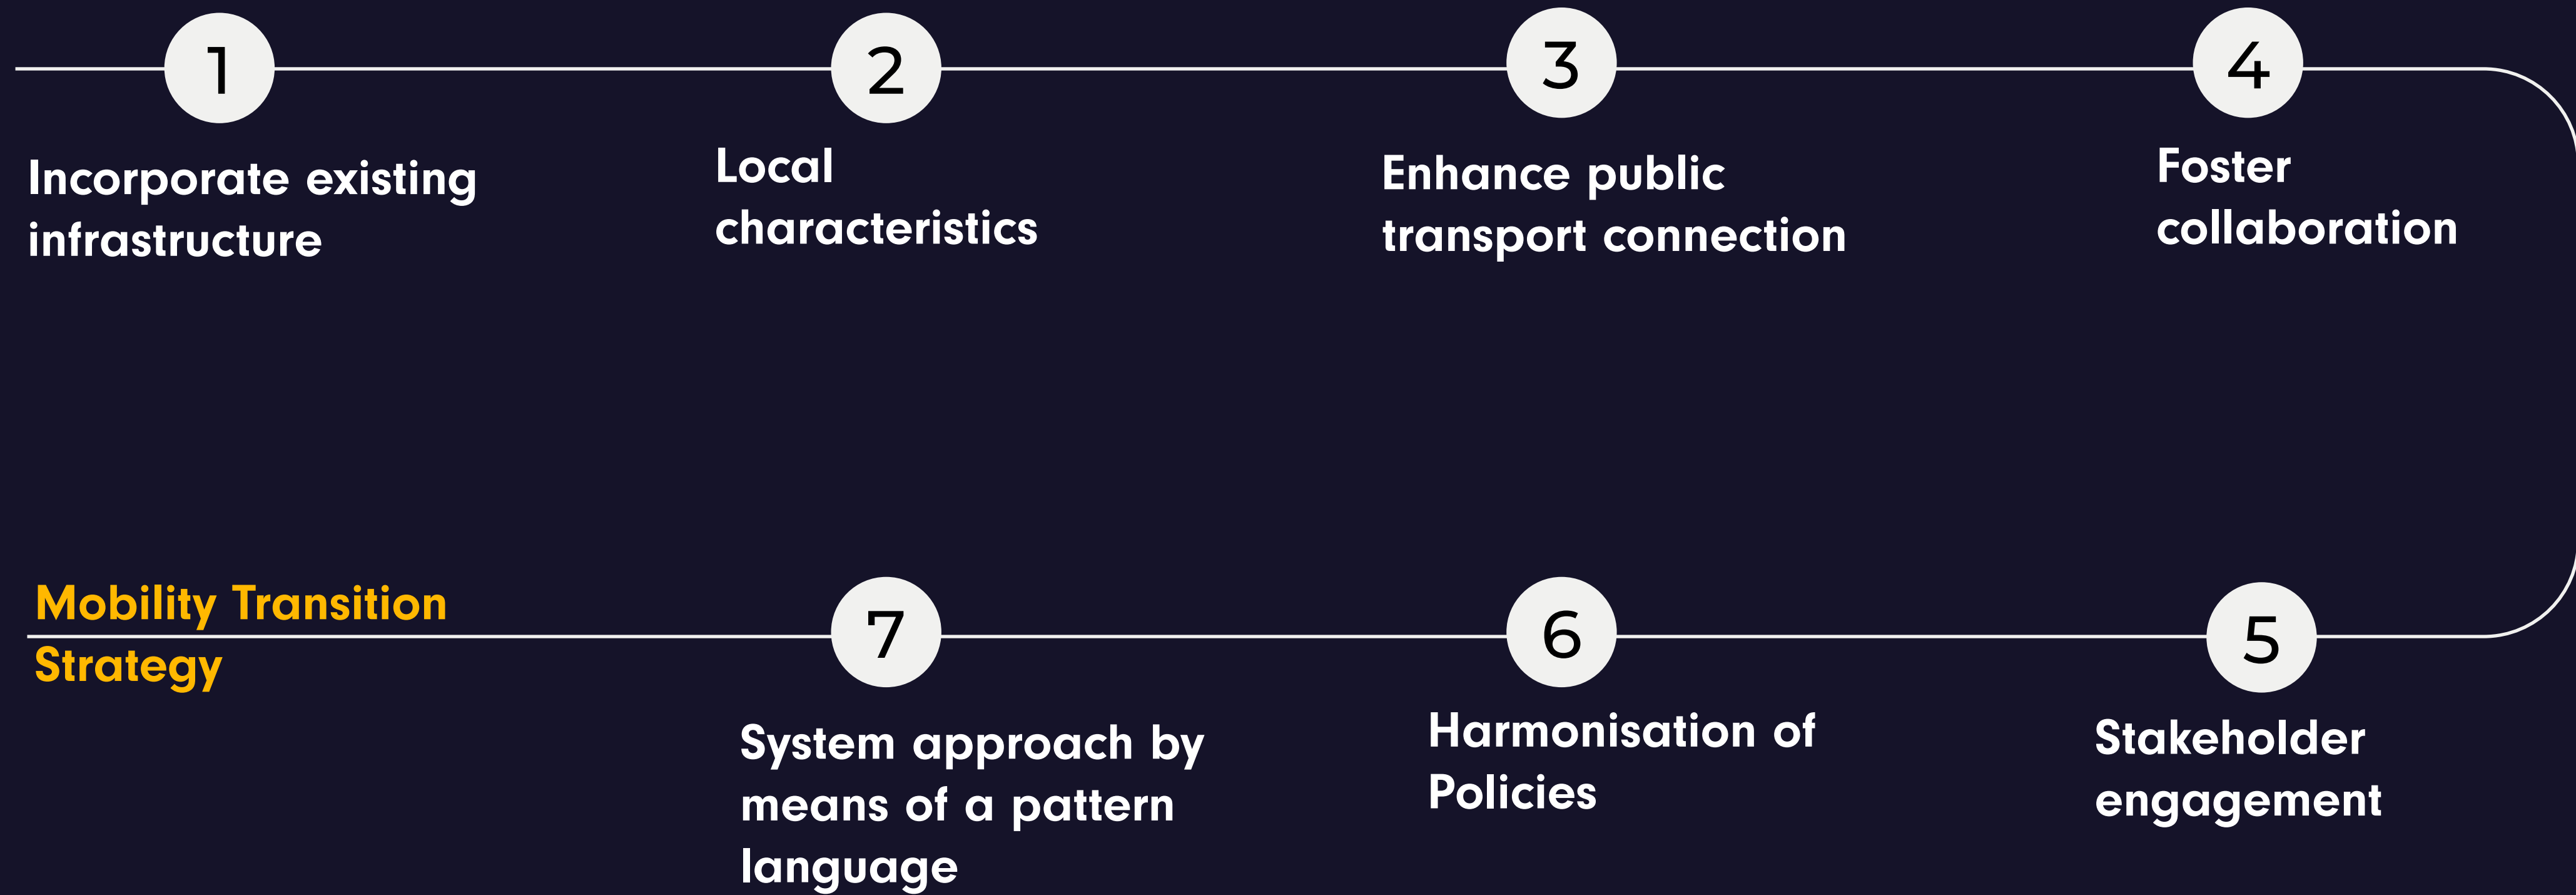 1
Incorporate existing
infrastructure
2
Local
characteristics
3
Enhance public
transport connection
4
Foster
collaboration
5
Stakeholder
engagement
6
Harmonisation of
Policies
7
System approach by
means of a pattern
language
Mobility Transition
Strategy